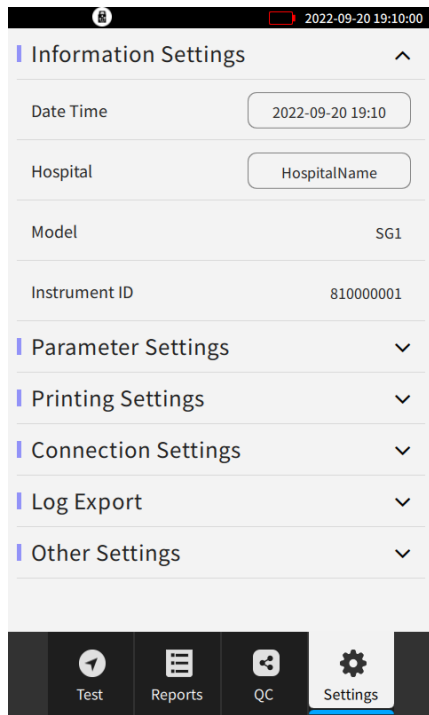 2022-09-20 19:10:00
Information Settings
Date Time 2022-09-20 19:10
Hospital HospitalName
Model SG1
Instrument ID 810000001
Parameter Settings
Printing Settings
Connection Settings
Log Export
Other Settings
Test Reports QC Settings